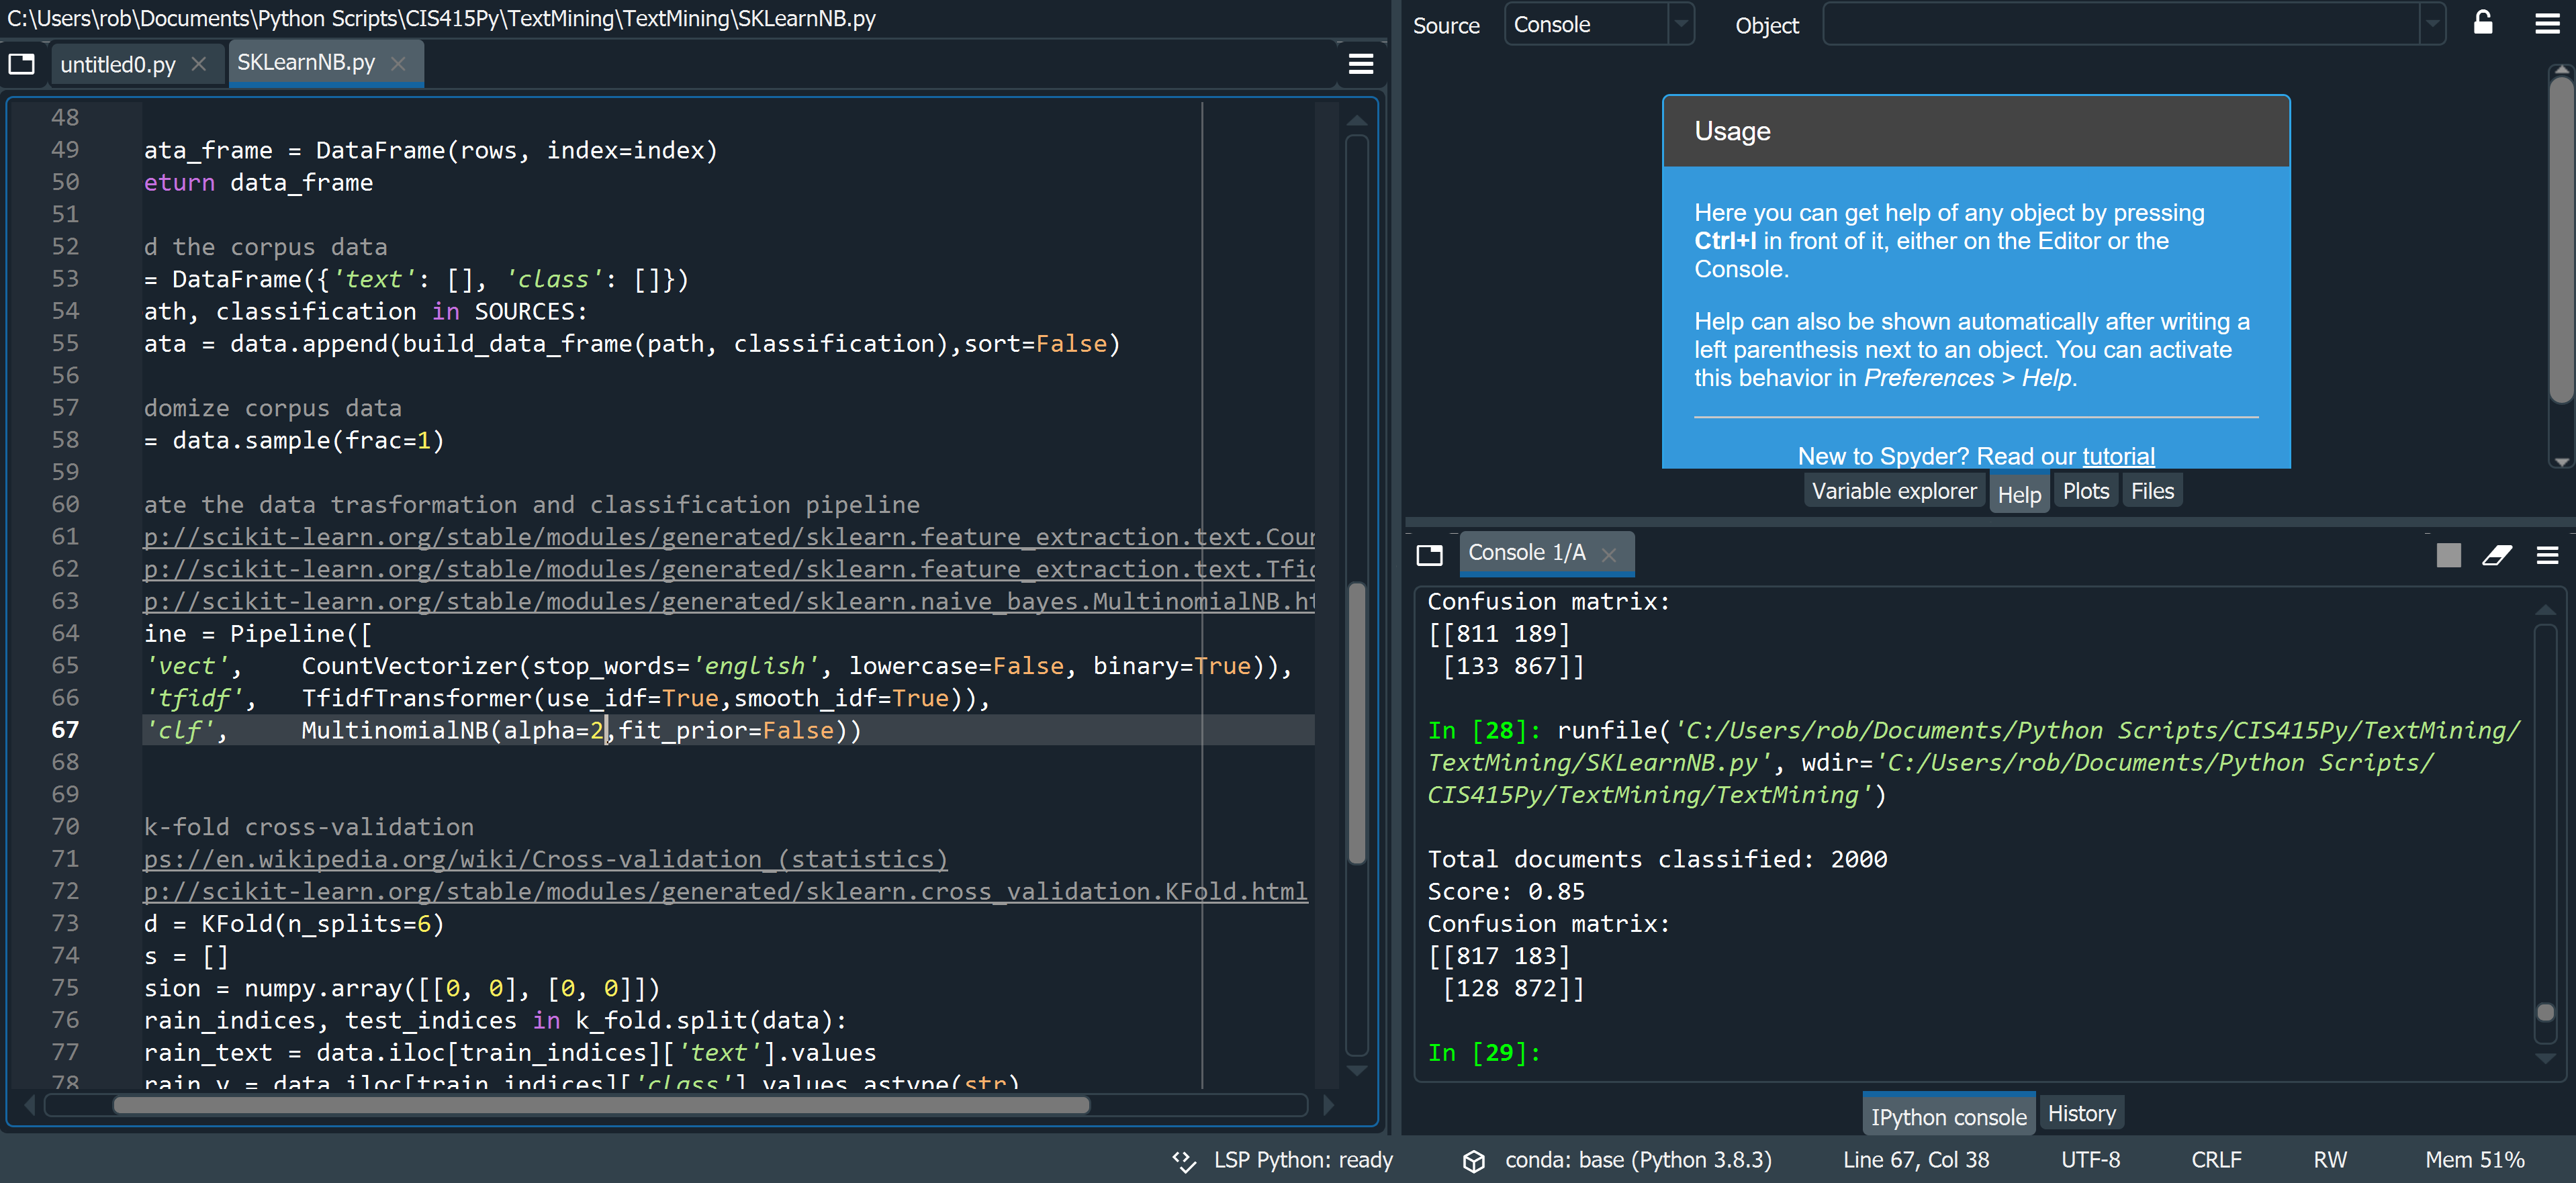 C:\Users\rob\Documents\Python Scripts\CIS415Py\TextMining\TextMining\SKLearnNB.py
untitled0.py
SKLearnNB.py
48
49 ata_frame = DataFrame(rows, index=index)
50 eturn data_frame
51
52 d the corpus data
53 = DataFrame({'text': [], 'class': []})
54 ath, classification in SOURCES:
55 ata = data.append(build_data_frame(path, classification),sort=False)
56
57 domize corpus data
58 = data.sample(frac=1)
59
60 ate the data trasformation and classification pipeline
61 p://scikit-learn.org/stable/modules/generated/sklearn.feature_extraction.text.Cour
62 p://scikit-learn.org/stable/modules/generated/sklearn.feature_extraction.text.Tfid
63 p://scikit-learn.org/stable/modules/generated/sklearn.naive_bayes.MultinomialNB.ht
64 ine = Pipeline([
65 'vect', CountVectorizer(stop_words='english', lowercase=False, binary=True)),
66 'tfidf', TfidfTransformer(use_idf=True,smooth_idf=True)),
67 'clf', MultinomialNB(alpha=2,fit_prior=False))
68
69
70 k-fold cross-validation
71 ps://en.wikipedia.org/wiki/Cross-validation_(statistics)
72 p://scikit-learn.org/stable/modules/generated/sklearn.cross_validation.KFold.html
73 d = KFold(n_splits=6)
74 s = []
75 sion = numpy.array([[0, 0], [0, 0]])
76 rain_indices, test_indices in k_fold.split(data):
77 rain_text = data.iloc[train_indices]['text'].values
78 rain_y = data.iloc[train_indices]['class'].values.astype(str)
Source Console Object
Usage
Here you can get help of any object by pressing
Ctrl+I in front of it, either on the Editor or the
Console.
Help can also be shown automatically after writing a
left parenthesis next to an object. You can activate
this behavior in Preferences > Help.
New to Spyder? Read our tutorial
Variable explorer Help Plots Files
Console 1/A
Confusion matrix:
[[811 189]
[133 867]]
In [28]: runfile('C:/Users/rob/Documents/Python Scripts/CIS415Py/TextMining/
TextMining/SKLearnNB.py', wdir='C:/Users/rob/Documents/Python Scripts/
CIS415Py/TextMining/TextMining')
Total documents classified: 2000
Score: 0.85
Confusion matrix:
[[817 183]
[128 872]]
In [29]:
IPython console History
LSP Python: ready conda: base (Python 3.8.3) Line 67, Col 38 UTF-8 CRLF RW Mem 51%